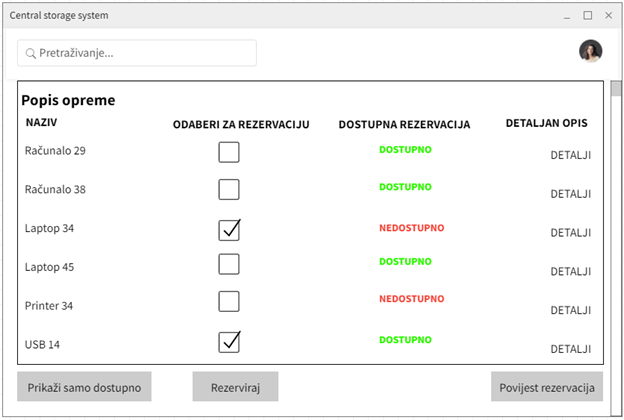 Central storage system
Pretraživanje...
Popis opreme
NAZIV ODABERI ZA REZERVACIJU DOSTUPNA REZERVACIJA DETALJAN OPIS
Računalo 29 DOSTUPNO DETALJI
Računalo 38 DOSTUPNO DETALJI
Laptop 34 NEDOSTUPNO DETALJI
Laptop 45 DOSTUPNO DETALJI
Printer 34 NEDOSTUPNO DETALJI
USB 14 DOSTUPNO DETALJI
Prikaži samo dostupno Rezerviraj Povijest rezervacija